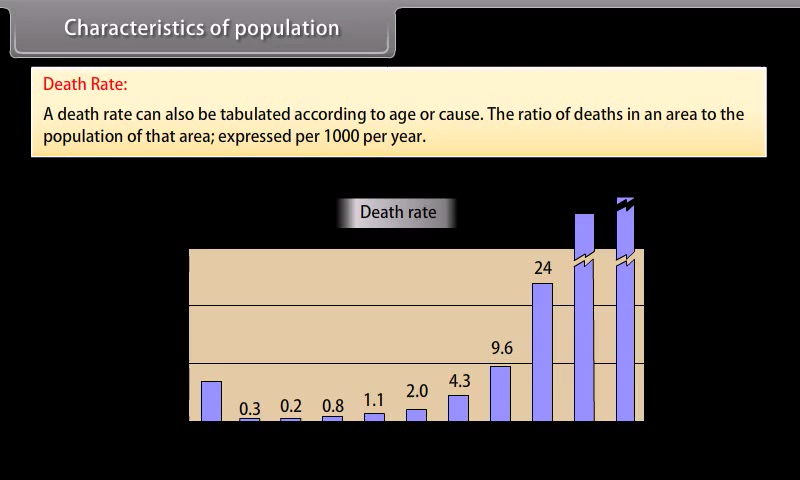 Characteristics of population
Death Rate:
A death rate can also be tabulated according to age or cause. The ratio of deaths in an area to the
population of that area; expressed per 1000 per year.
Death rate
24
9.6
4.3
2.0
1.1
0.8
0.2
0.3